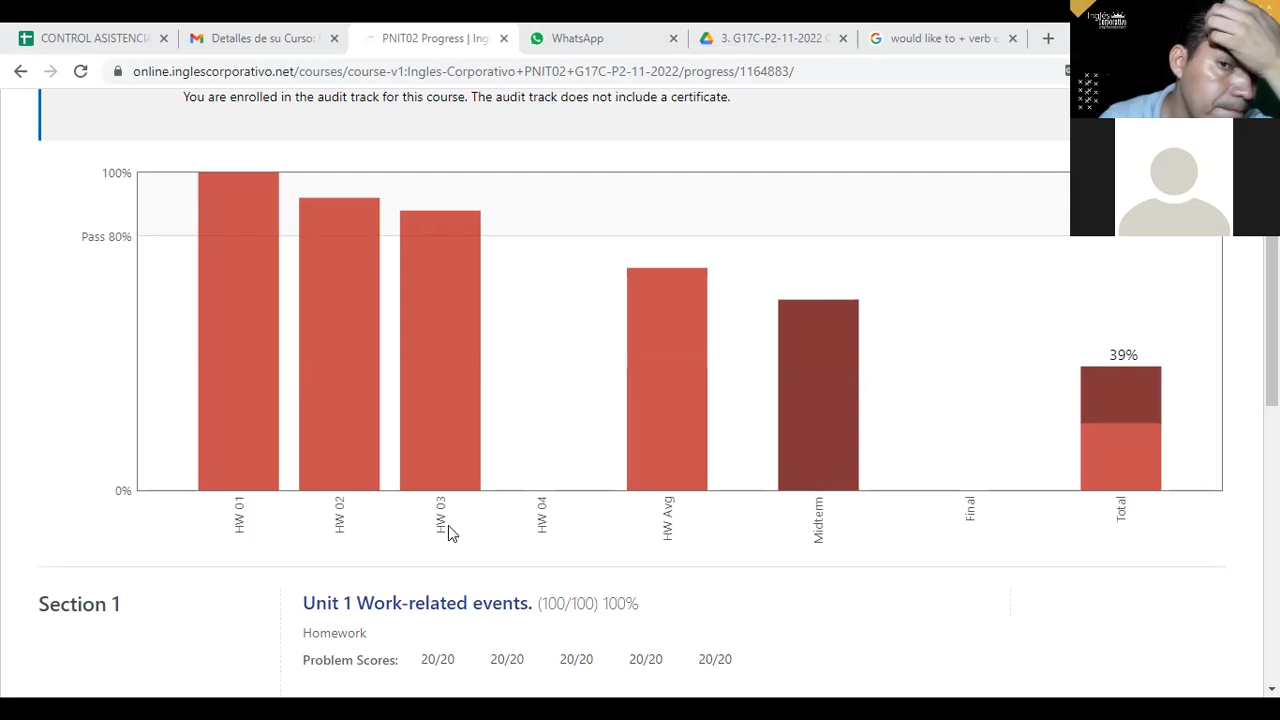 CONTROL ASISTENCIA
Detalles de su Curso:
PNIT02 Progress | Ing
WhatsApp
3. G17C-P2-11-2022 C
would like to + verb e
online.inglescorporativo.net/courses/course-v1:Ingles-Corporativo+PNIT02+G17C-P2-11-2022/progress/1164883/
Inglés
Corporativo
You are enrolled in the audit track for this course. The audit track does not include a certificate.
100%
Pass 80%
39%
0%
HW 01
HW 02
HW 03
HW 04
HW Avg
Midterm
Final
Total
Section 1
Unit 1 Work-related events. (100/100) 100%
Homework
Problem Scores: 20/20 20/20 20/20 20/20 20/20